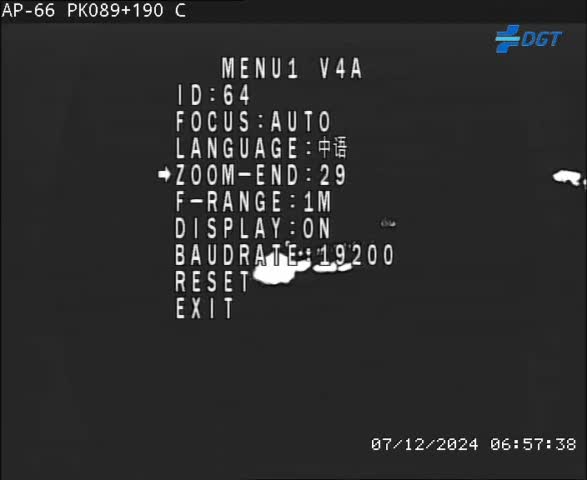 AP-66 PK089+190 C
DGT
MENU1 V4A
ID:64
FOCUS:AUTO
LANGUAGE:中语
ZOOM-END:29
F-RANGE:1M
DISPLAY:ON
BAUDRATE:19200
RESET
EXIT
07/12/2024 06:57:38